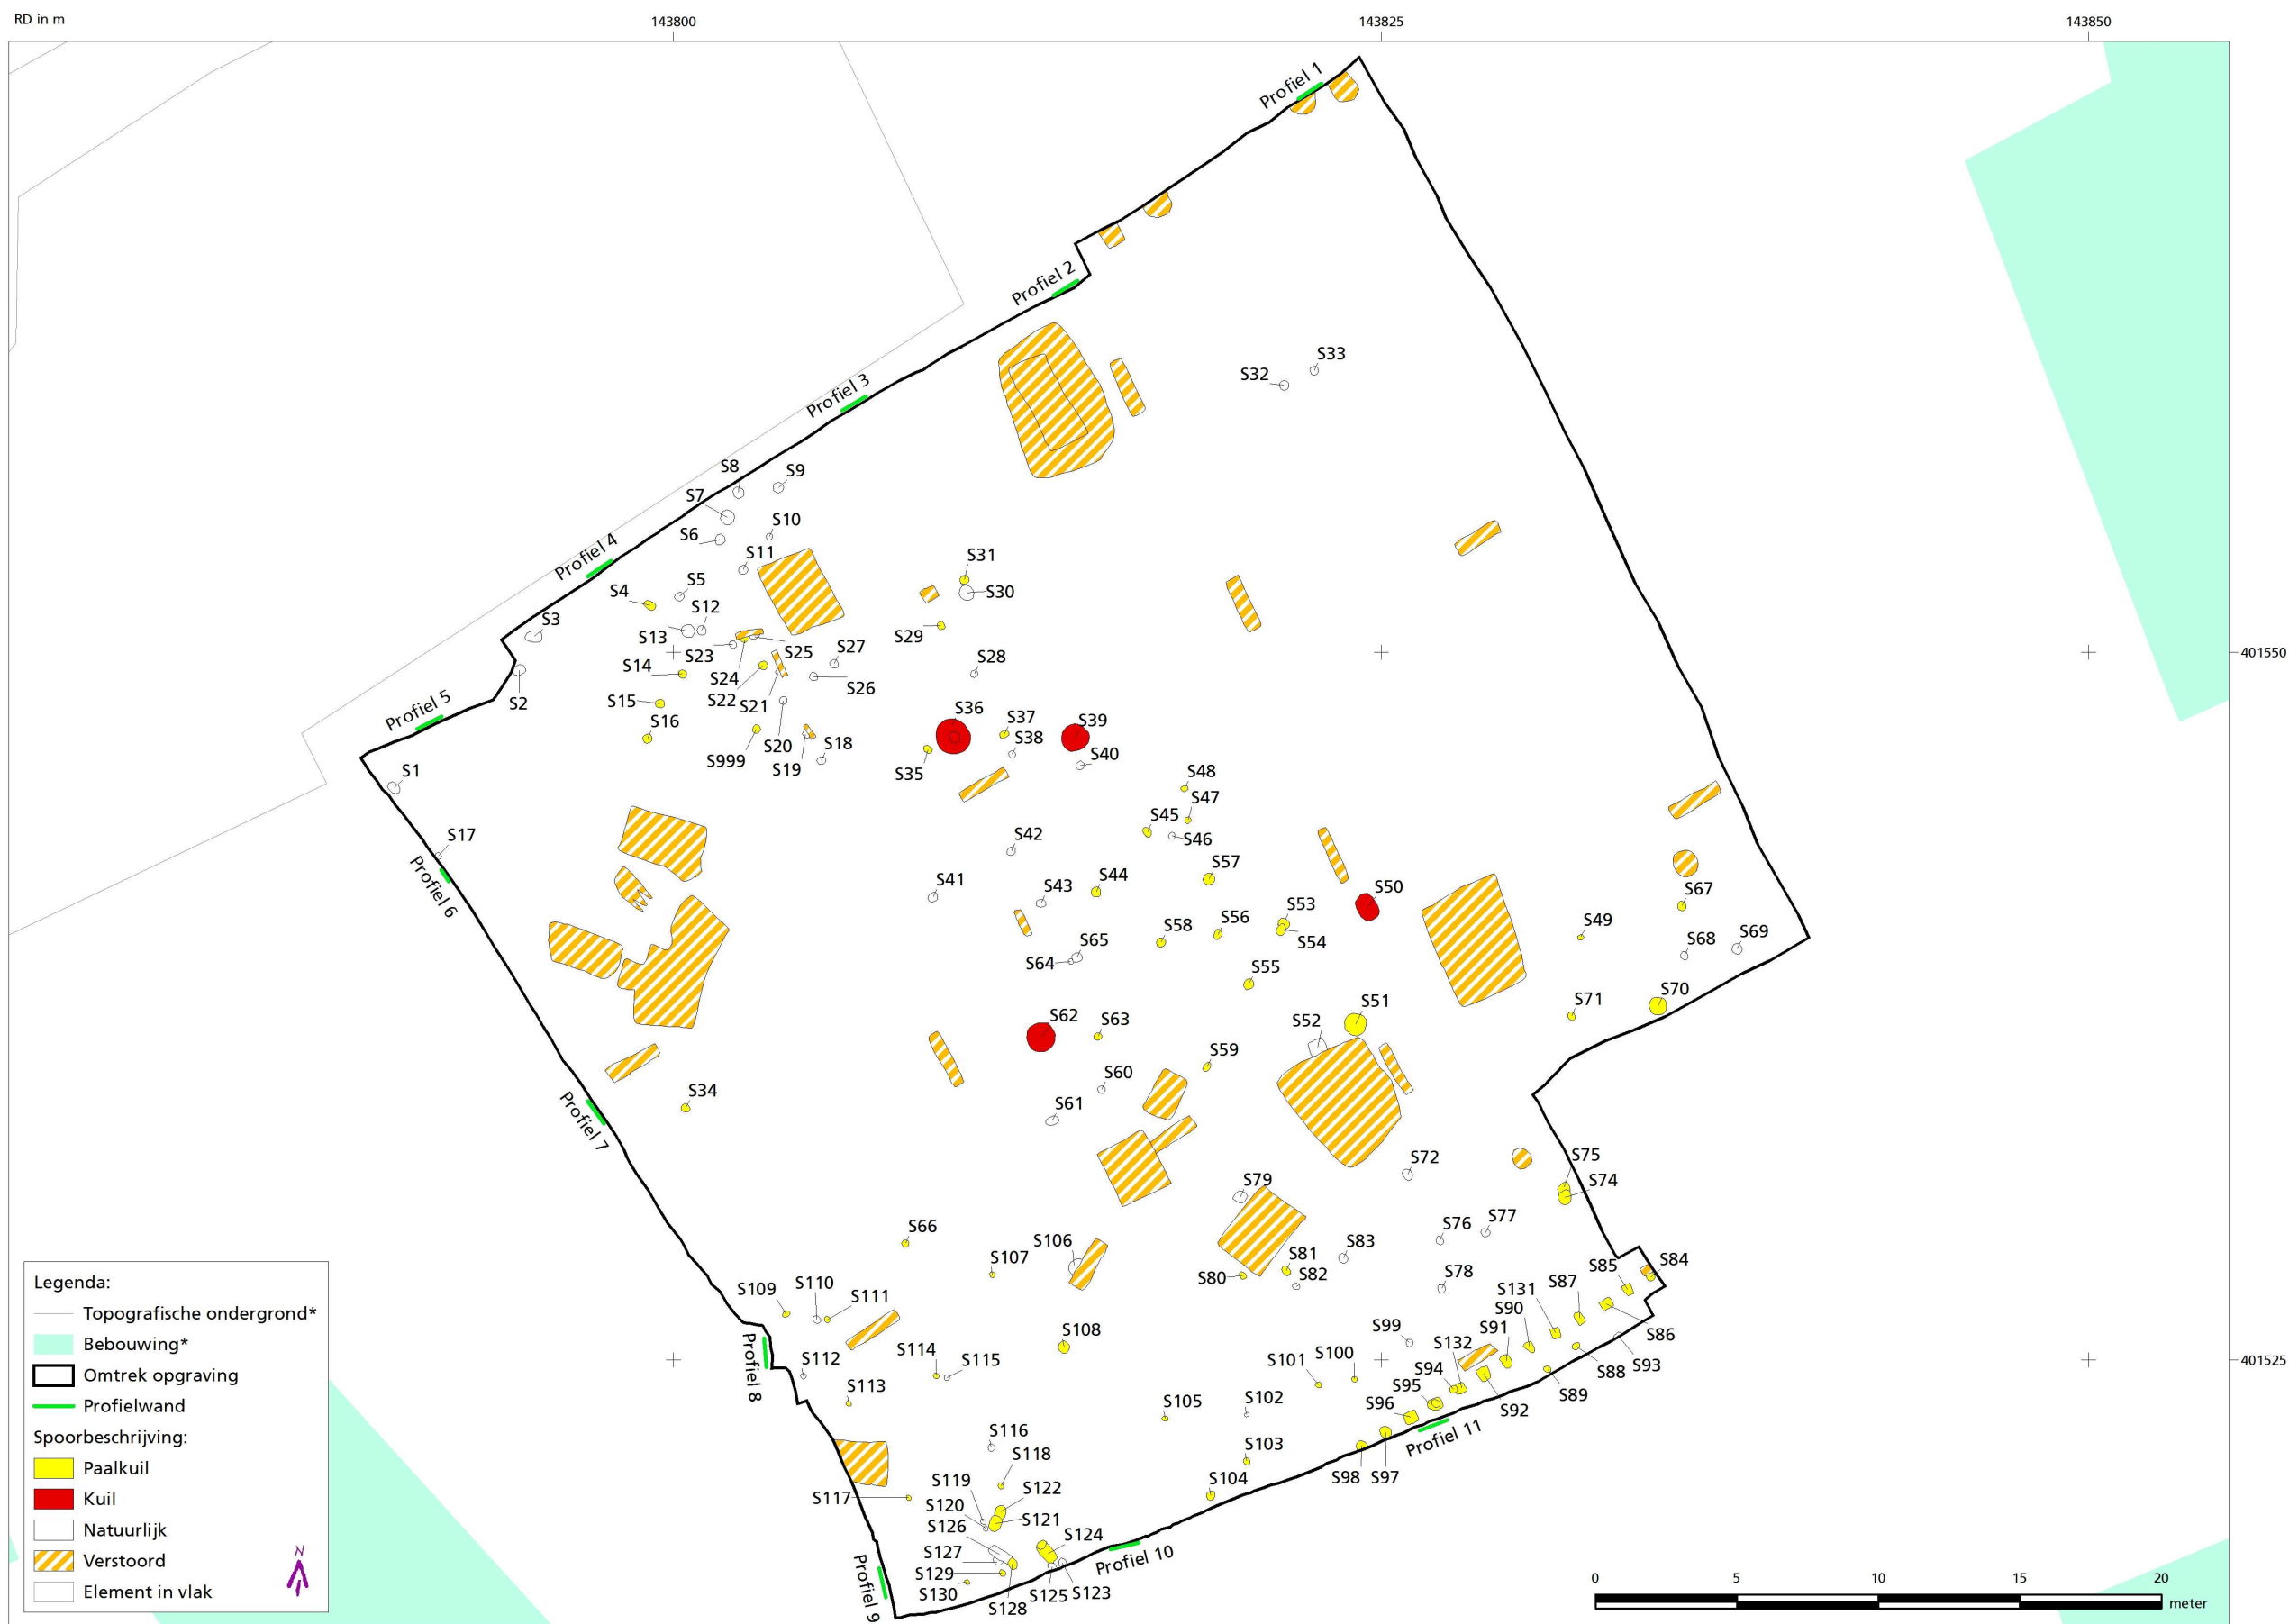 RD in m
143800
143825
143850
Profiel 1
Profiel 2
S33
S32
Profiel 3
S8
S9
S7
S10
S6
Profiel 4
S11
S31
S5
S4
S30
S12
S3
S13
S29
S27
S23
S25
401550
S28
S14
S24
S26
S22
S15
S2
S21
Profiel 5
S36
S37
S39
S16
S38
S18
S20
S40
S999
S19
S35
S1
S48
S47
S45
S17
S42
S46
S57
Profiel 6
S41
S43
S44
S50
S67
S53
S56
S49
S58
S69
S65
S54
S68
S64
S55
S70
S51
S71
S62
S63
S52
S59
S60
S61
S34
Profiel 7
S75
S72
S79
S74
S66
S76
S77
S106
S107
S81
S83
S85
S84
S80
S82
S78
S87
S109
S110
S111
S131
S90
S108
S99
S91
S86
S132
S114
S115
S101
S100
S94
S88
S93
401525
Profiel 8
S112
S113
S95
S89
S105
S102
S96
S92
S116
Profiel 11
S118
S103
S98
S97
S119
S122
S104
S117
S120
S121
S126
S124
S127
Profiel 10
S129
S130
S128
S125
S123
Profiel 9
Legenda:
Topografische ondergrond*
Bebouwing*
Omtrek opgraving
Profielwand
Spoorbeschrijving:
Paalkuil
Kuil
Natuurlijk
Verstoord
Element in vlak
N
0
5
10
15
20
meter